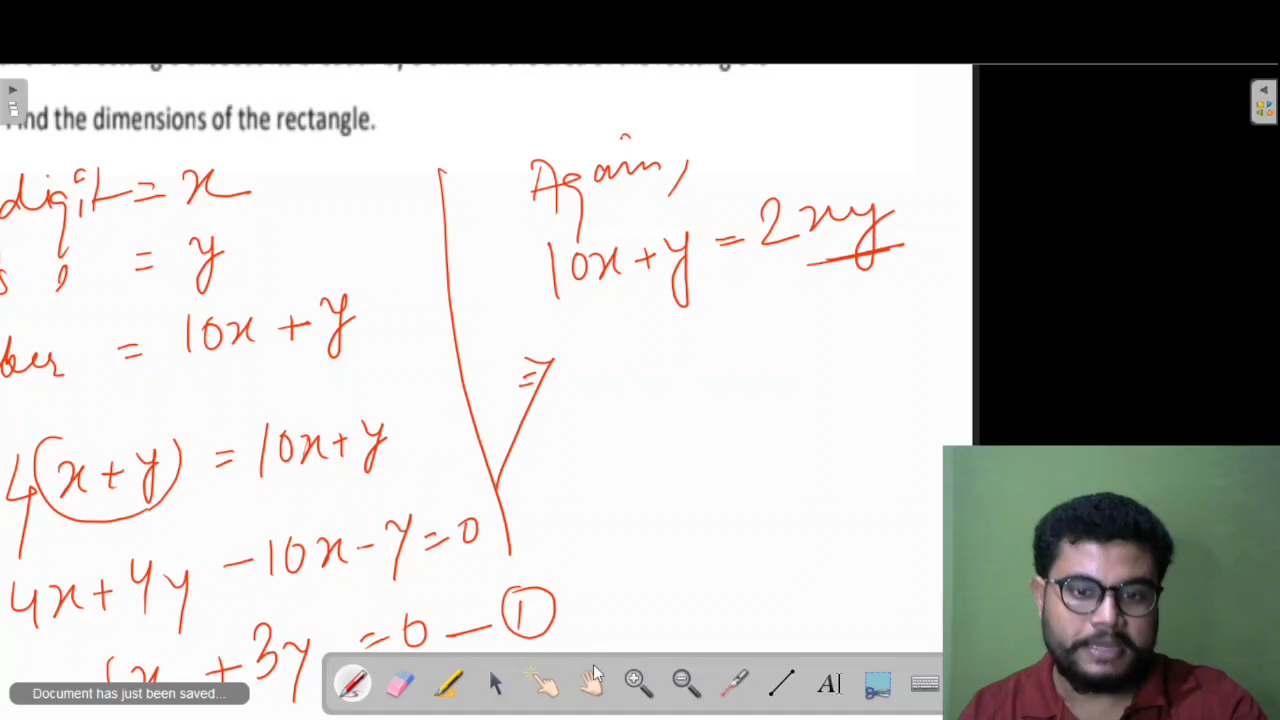 Find the dimensions of the rectangle.
digit = x
= y
= 10x + y
4(x + y) = 10x + y
4x + 4y - 10x - y = 0
x + 3y = 0 - ①
Again,
10x + y = 2xy
⇒
Document has just been saved...